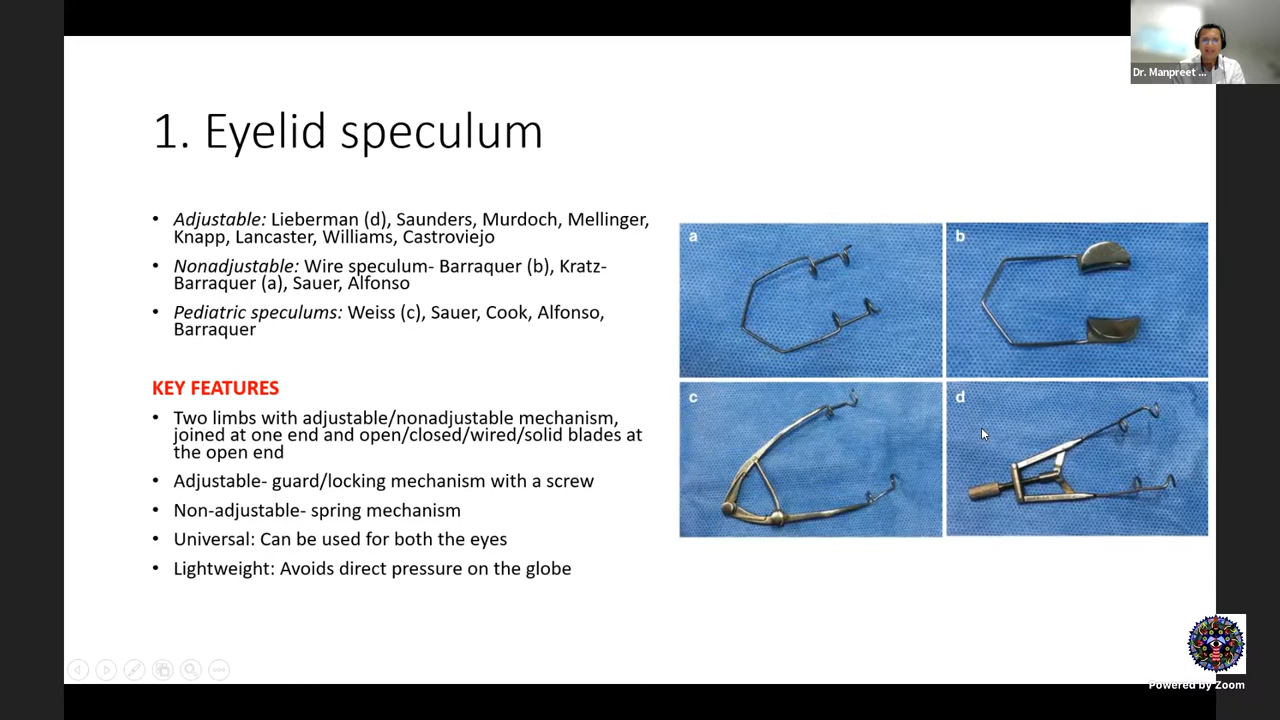 Dr. Manpreet ...
1. Eyelid speculum
• Adjustable: Lieberman (d), Saunders, Murdoch, Mellinger,
Knapp, Lancaster, Williams, Castroviejo
• Nonadjustable: Wire speculum- Barraquer (b), Kratz-
Barraquer (a), Sauer, Alfonso
• Pediatric speculums: Weiss (c), Sauer, Cook, Alfonso,
Barraquer
KEY FEATURES
• Two limbs with adjustable/nonadjustable mechanism,
joined at one end and open/closed/wired/solid blades at
the open end
• Adjustable- guard/locking mechanism with a screw
• Non-adjustable- spring mechanism
• Universal: Can be used for both the eyes
• Lightweight: Avoids direct pressure on the globe
a
b
c
d
Powered by Zoom